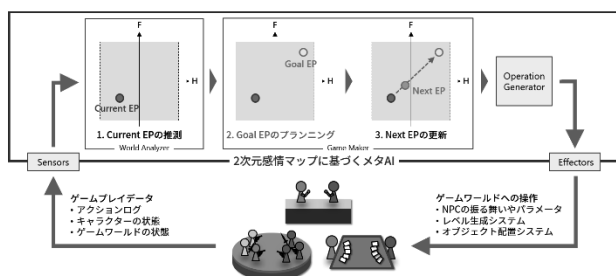 F
F
F
H
H
H
Current EP
Goal EP
Next EP
1. Current EPの推測
2. Goal EPのプランニング
3. Next EPの更新
World Analyzer
Game Maker
Operation
Generator
Sensors
2次元感情マップに基づくメタAI
Effectors
ゲームプレイデータ
• アクションログ
• キャラクターの状態
• ゲームワールドの状態
ゲームワールドへの操作
• NPCの振る舞いやパラメータ
• レベル生成システム
• オブジェクト配置システム